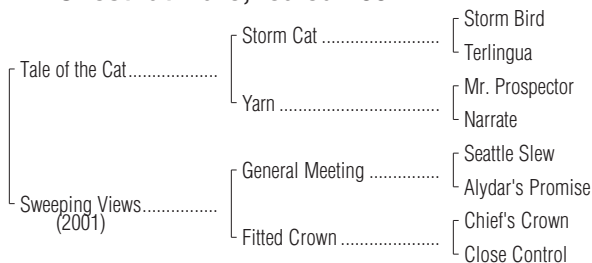 Storm Bird
Storm Cat........................
Terlingua
Tale of the Cat..................
Mr. Prospector
Yarn ................................
Narrate
Seattle Slew
General Meeting ..............
Alydar's Promise
Sweeping Views...............
(2001)
Chief's Crown
Fitted Crown ....................
Close Control